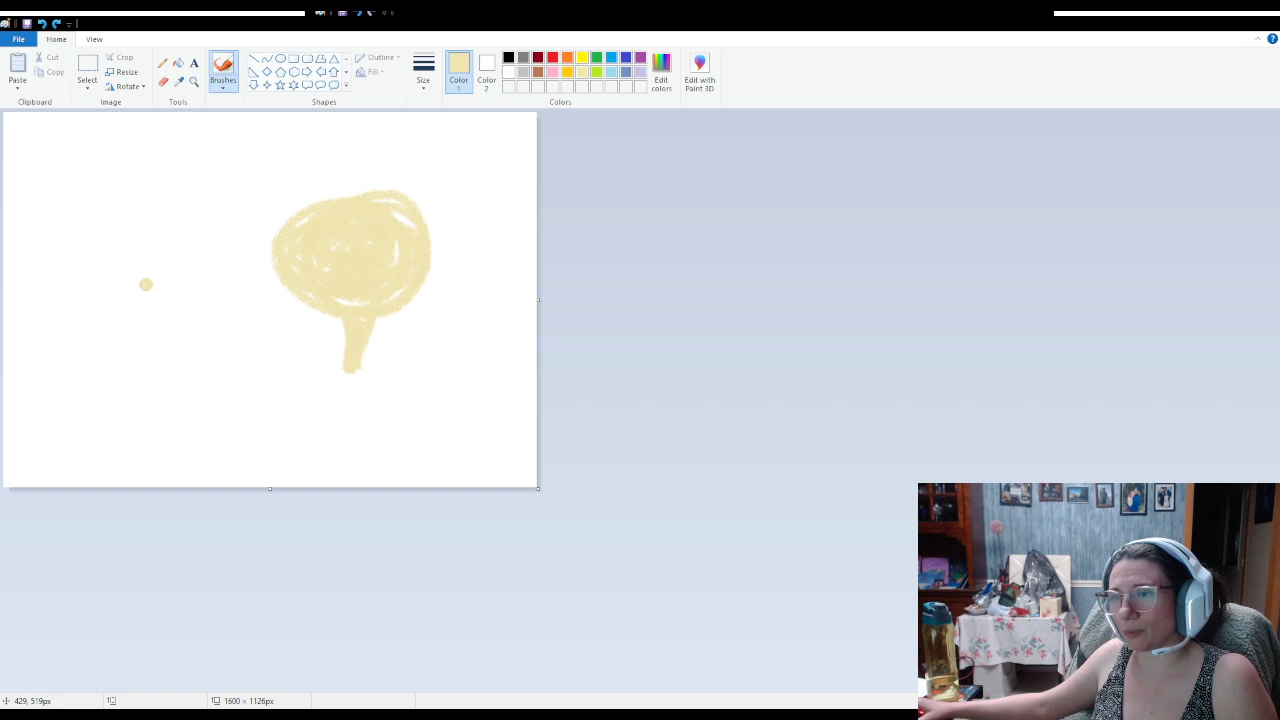 File Home View
Paste
Cut
Copy
Clipboard
Select
Crop
Resize
Rotate
Image
A
Tools
Brushes
Outline
Fill
Shapes
Size
Color 1
Color 2
Edit colors
Colors
Edit with Paint 3D
429, 519px
1600 × 1126px